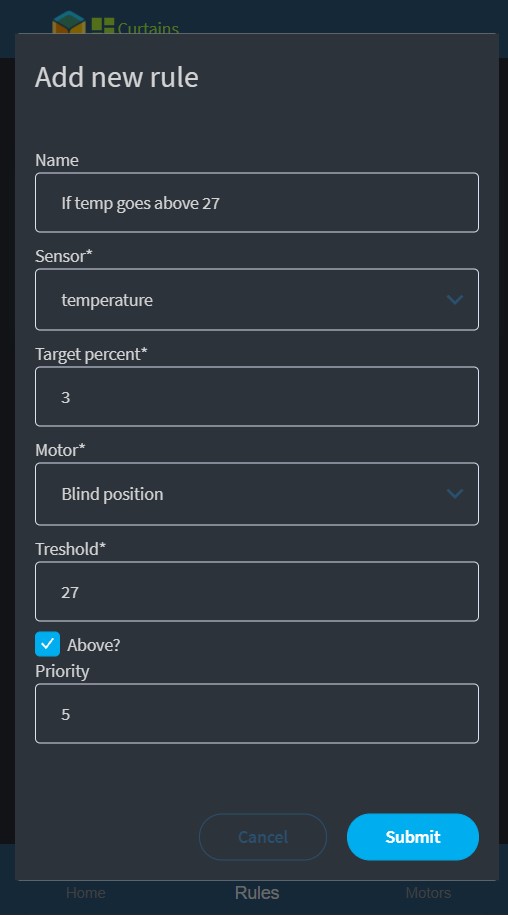 Curtains
Add new rule
Name
If temp goes above 27
Sensor*
temperature
Target percent*
3
Motor*
Blind position
Treshold*
27
Above?
Priority
5
Cancel Submit
Home Rules Motors